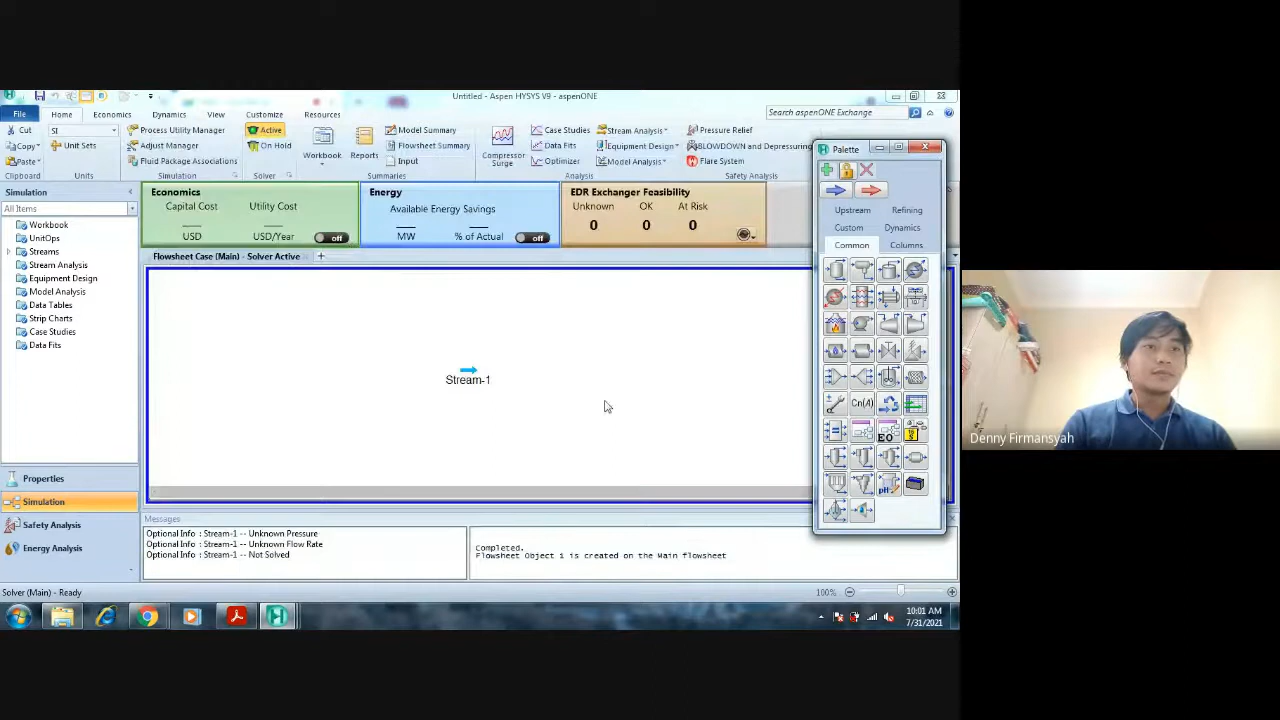 Untitled - Aspen HYSYS V9 - aspenONE
File Home Economics Dynamics View Customize Resources
Search aspenONE Exchange
Cut SI Process Utility Manager Active Model Summary Case Studies Stream Analysis Pressure Relief
Copy Unit Sets Adjust Manager On Hold Workbook Reports Flowsheet Summary Compressor Surge Data Fits Equipment Design BLOWDOWN and Depressuring
Paste Fluid Package Associations Input Optimizer Model Analysis Flare System
Clipboard Units Simulation Solver Summaries Analysis Safety Analysis
Palette
Simulation
All Items
Workbook
UnitOps
Streams
Stream Analysis
Equipment Design
Model Analysis
Data Tables
Strip Charts
Case Studies
Data Fits
Properties
Simulation
Safety Analysis
Energy Analysis
Economics
Capital Cost Utility Cost
USD USD/Year off
Energy
Available Energy Savings
MW % of Actual off
EDR Exchanger Feasibility
Unknown OK At Risk
0 0 0
Flowsheet Case (Main) - Solver Active +
Stream-1
Upstream Refining
Custom Dynamics
Common Columns
Cn(A)
EO
pH
Messages
Optional Info : Stream-1 -- Unknown Pressure
Optional Info : Stream-1 -- Unknown Flow Rate
Optional Info : Stream-1 -- Not Solved
Completed.
Flowsheet Object 1 is created on the Main flowsheet
Solver (Main) - Ready
100%
10:01 AM
7/31/2021
Denny Firmansyah